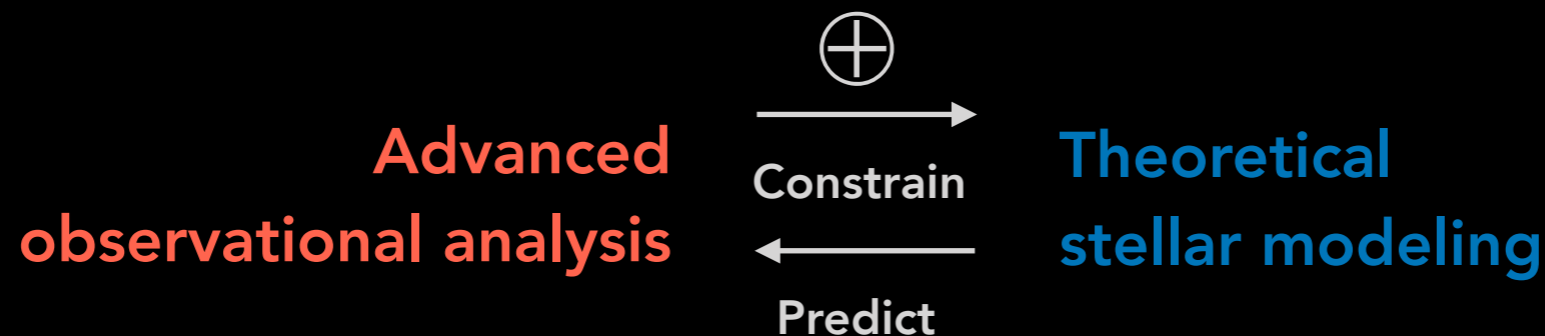 Advanced
observational analysis
Constrain
Predict
Theoretical
stellar modeling